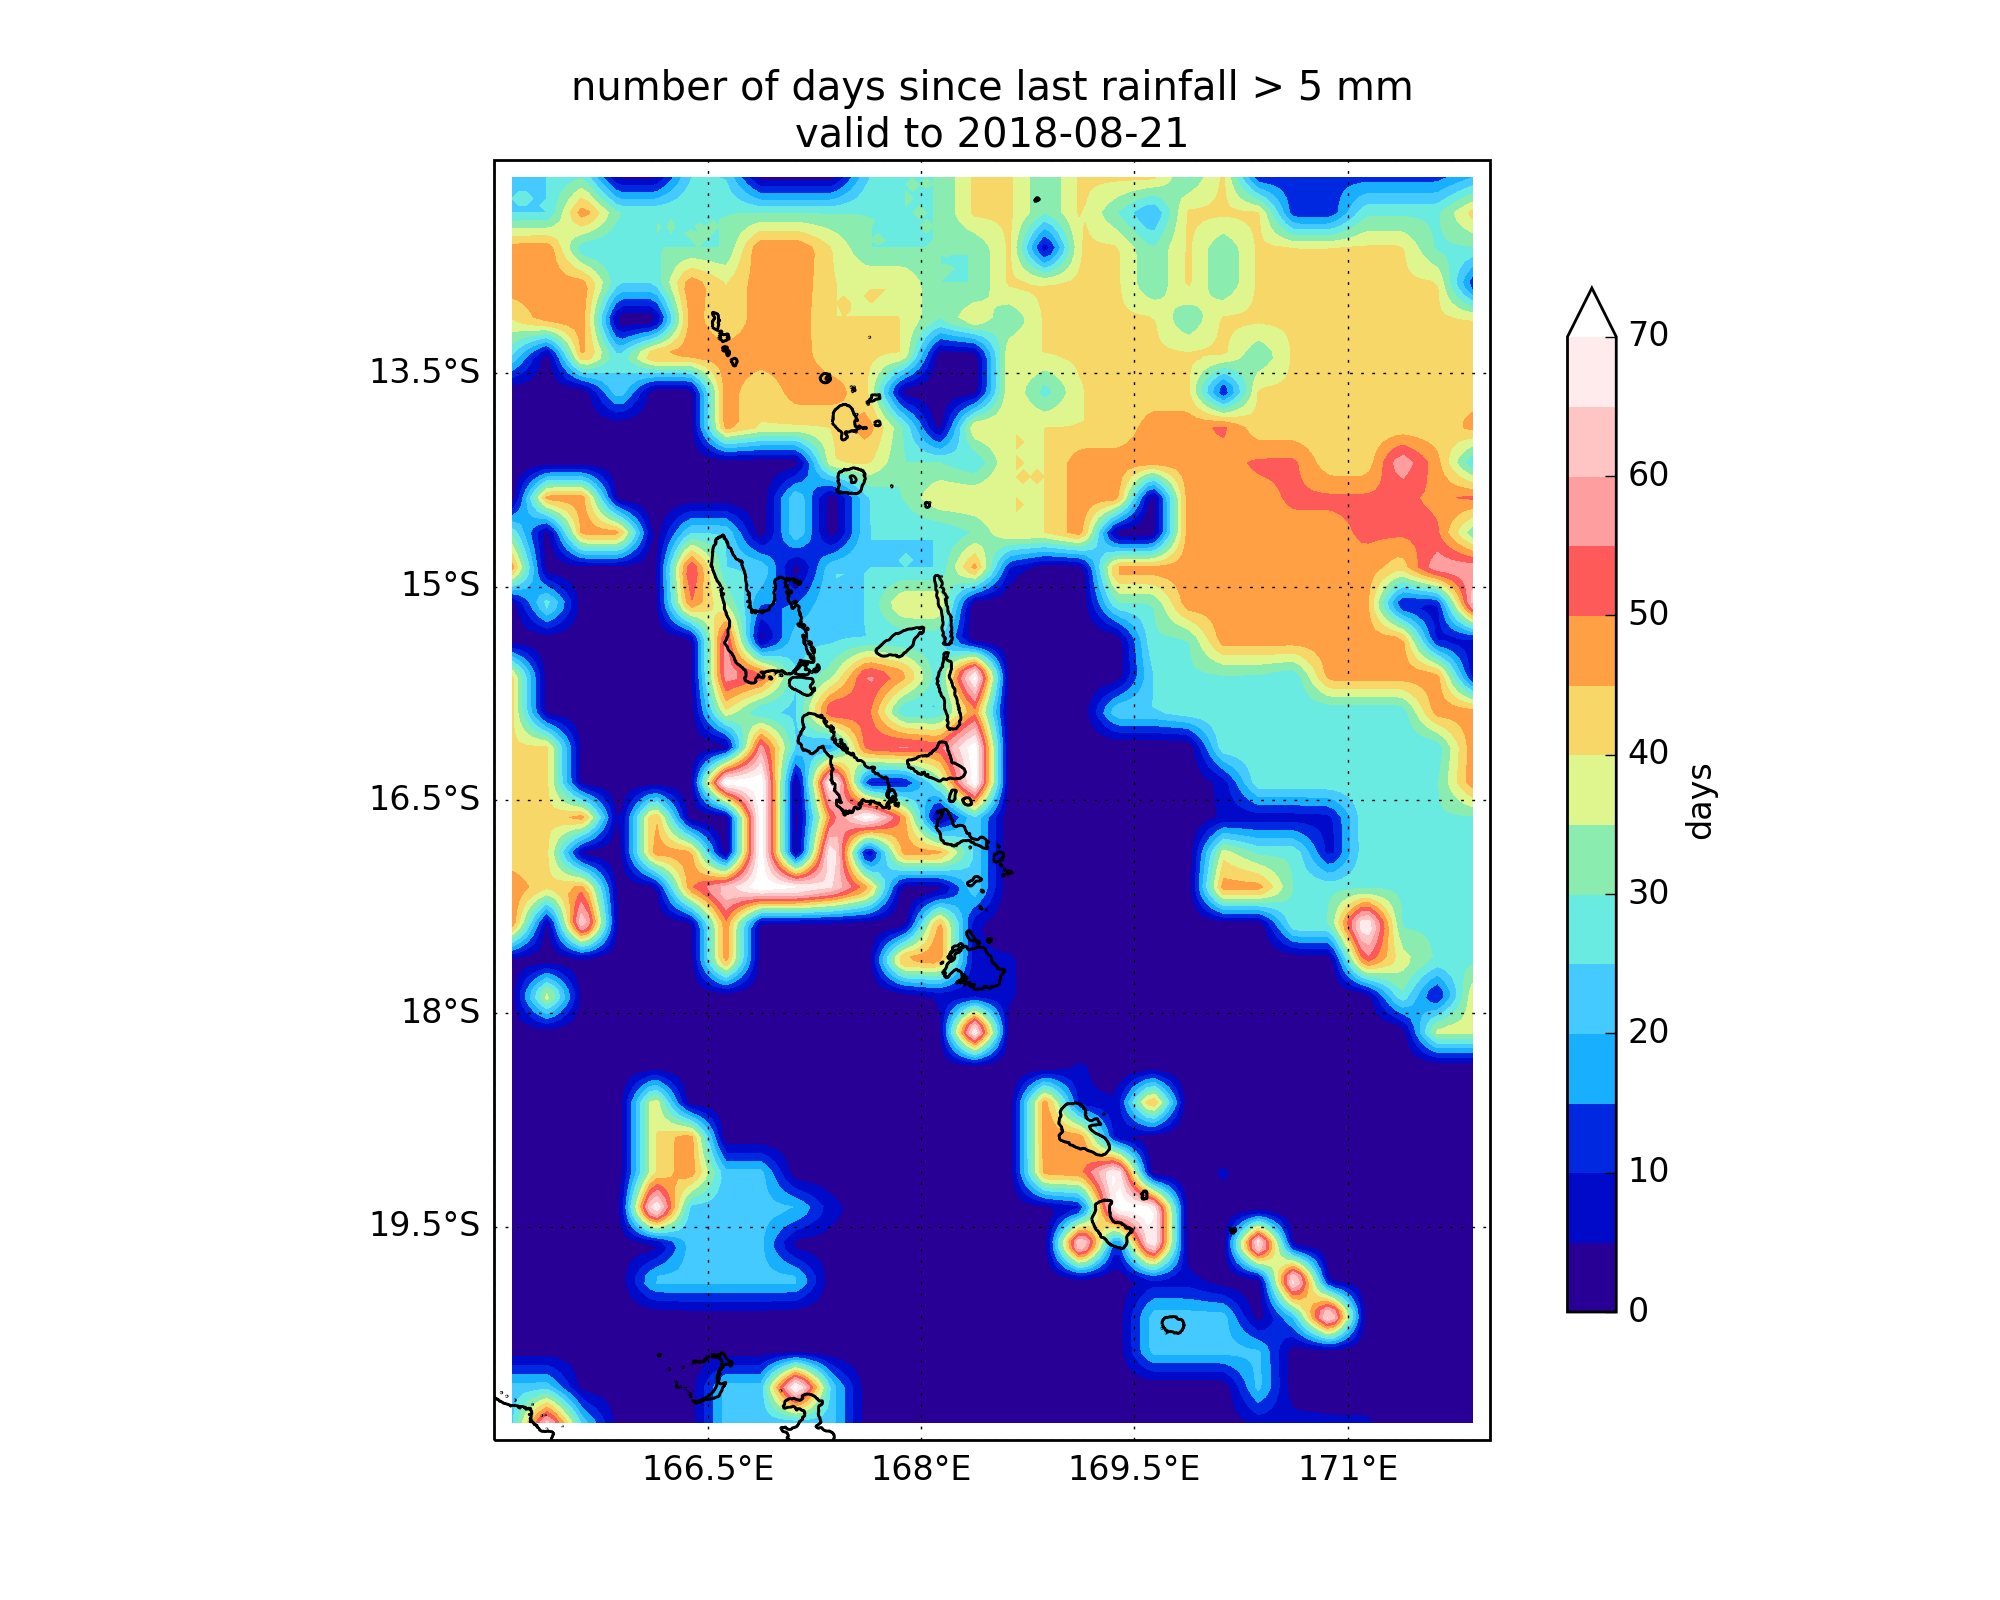 number of days since last rainfall > 5 mm
valid to 2018-08-21
13.5°S
15°S
16.5°S
18°S
19.5°S
166.5°E
168°E
169.5°E
171°E
70
60
50
40
30
20
10
0
days